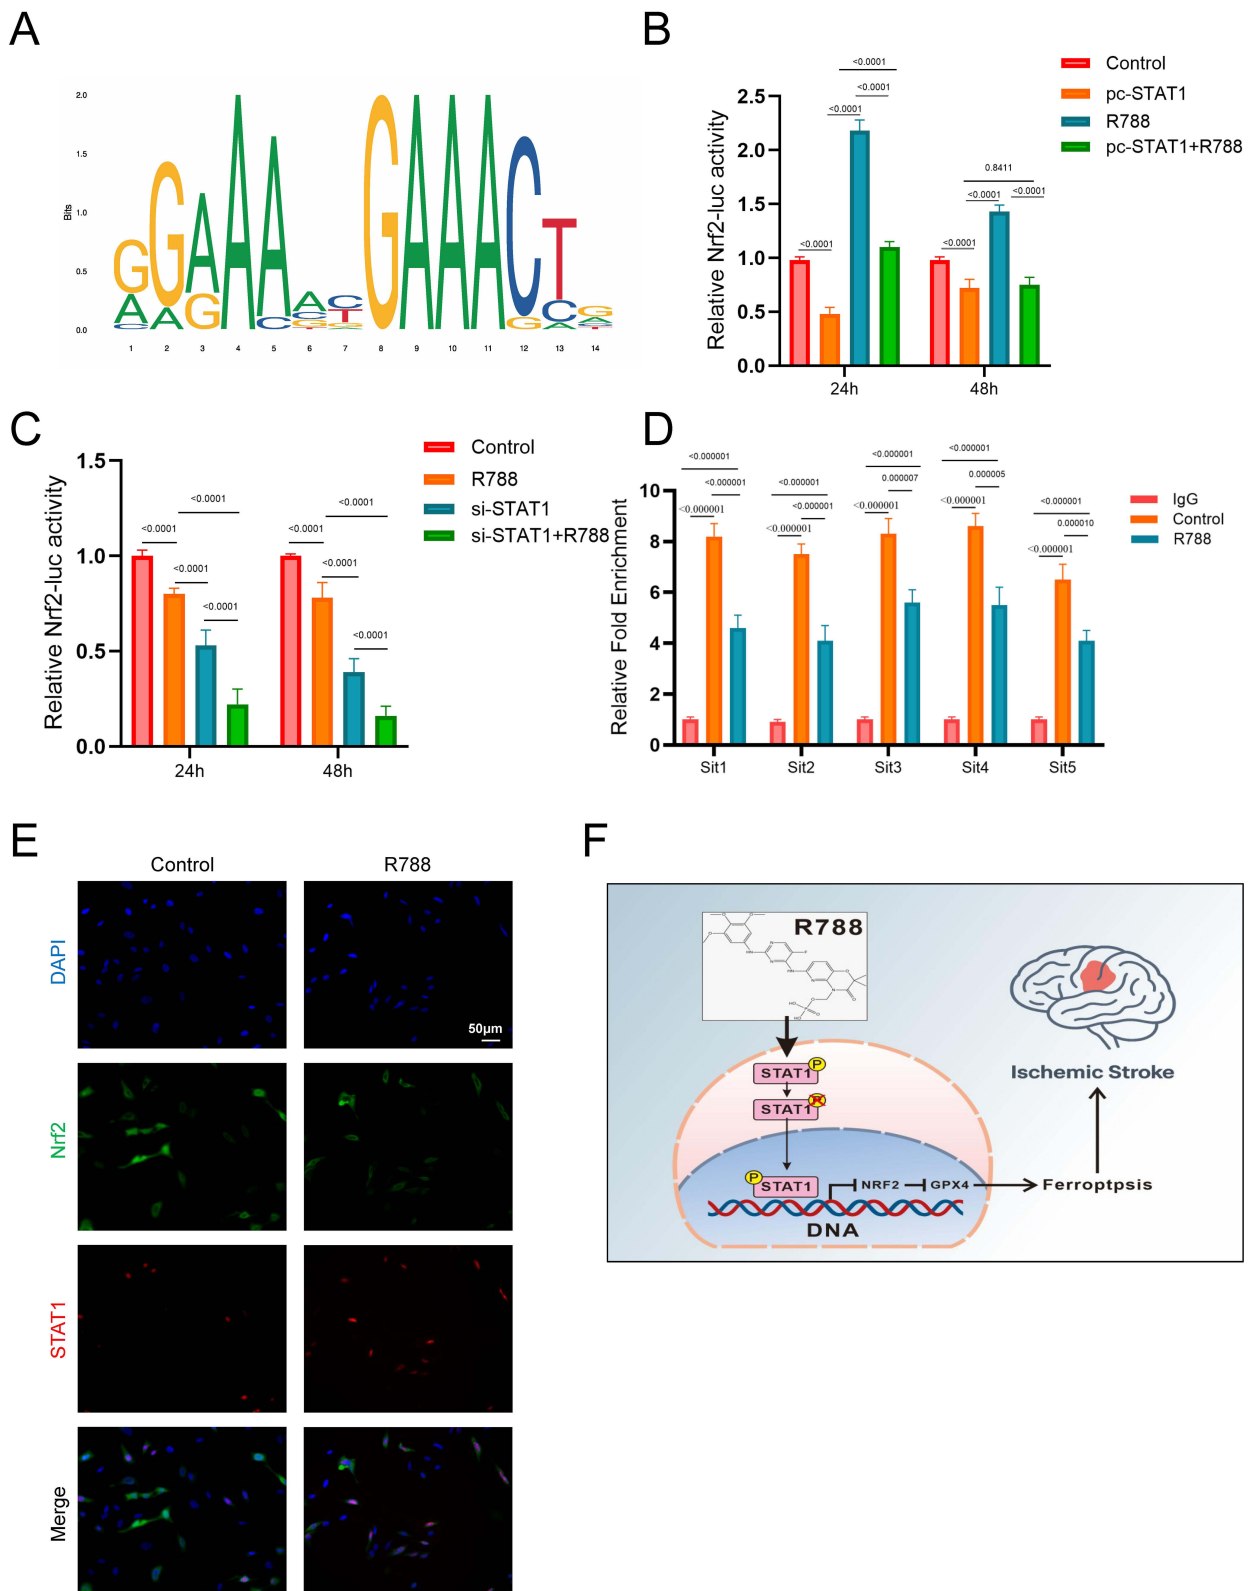 A
Bits
2.0
1.5
1.0
0.5
0.0
1 2 3 4 5 6 7 8 9 10 11 12 13 14
B
Relative Nrf2-luc activity
2.5
2.0
1.5
1.0
0.5
0.0
<0.0001
<0.0001
<0.0001
<0.0001
0.8411
<0.0001
<0.0001
<0.0001
24h 48h
Control
pc-STAT1
R788
pc-STAT1+R788
C
Relative Nrf2-luc activity
1.5
1.0
0.5
0.0
<0.0001
<0.0001
<0.0001
<0.0001
<0.0001
<0.0001
<0.0001
<0.0001
24h 48h
Control
R788
si-STAT1
si-STAT1+R788
D
Relative Fold Enrichment
10
8
6
4
2
0
<0.000001
<0.000001
<0.000001
<0.000001
<0.000001
<0.000001
<0.000001
0.000007
<0.000001
<0.000001
0.000005
<0.000001
<0.000001
0.000010
<0.000001
Sit1 Sit2 Sit3 Sit4 Sit5
IgG
Control
R788
E
Control R788
DAPI
50μm
Nrf2
STAT1
Merge
F
R788
STAT1 P
STAT1
P STAT1
NRF2 GPX4
DNA
Ferroptpsis
Ischemic Stroke